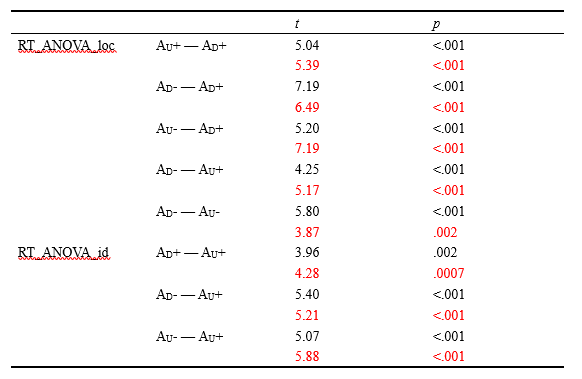 t p
RT_ANOVA_loc AU+ — AD+ 5.04 <.001
5.39 <.001
AD- — AD+ 7.19 <.001
6.49 <.001
AU- — AD+ 5.20 <.001
7.19 <.001
AD- — AU+ 4.25 <.001
5.17 <.001
AD- — AU- 5.80 <.001
3.87 .002
RT_ANOVA_id AD+ — AU+ 3.96 .002
4.28 .0007
AD- — AU+ 5.40 <.001
5.21 <.001
AU- — AU+ 5.07 <.001
5.88 <.001